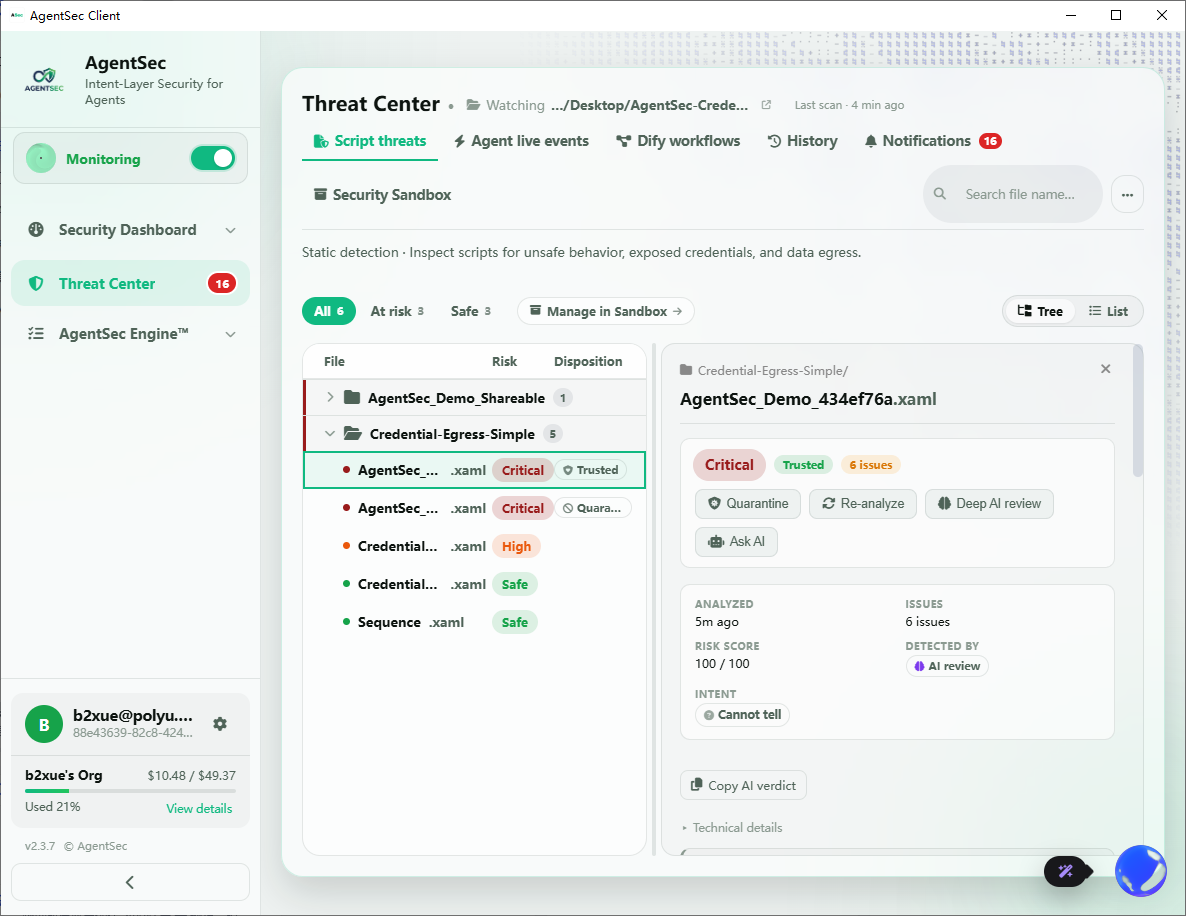 AgentSec Client
AGENTSEC
AgentSec
Intent-Layer Security for
Agents
Monitoring
Security Dashboard
Threat Center 16
AgentSec Engine™
b2xue@polyu....
88e43639-82c8-424...
B
b2xue's Org $10.48 / $49.37
Used 21% View details
v2.3.7 © AgentSec
Threat Center • Watching .../Desktop/AgentSec-Crede... Last scan · 4 min ago
Script threats Agent live events Dify workflows History Notifications 16
Security Sandbox Search file name...
Static detection · Inspect scripts for unsafe behavior, exposed credentials, and data egress.
All 6 At risk 3 Safe 3 Manage in Sandbox → Tree List
File Risk Disposition
AgentSec_Demo_Shareable 1
Credential-Egress-Simple 5
AgentSec_... .xaml Critical Trusted
AgentSec_... .xaml Critical Quara...
Credential... .xaml High
Credential... .xaml Safe
Sequence .xaml Safe
Credential-Egress-Simple/
AgentSec_Demo_434ef76a.xaml
Critical Trusted 6 issues
Quarantine Re-analyze Deep AI review
Ask AI
ANALYZED ISSUES
5m ago 6 issues
RISK SCORE DETECTED BY
100 / 100 AI review
INTENT
Cannot tell
Copy AI verdict
Technical details